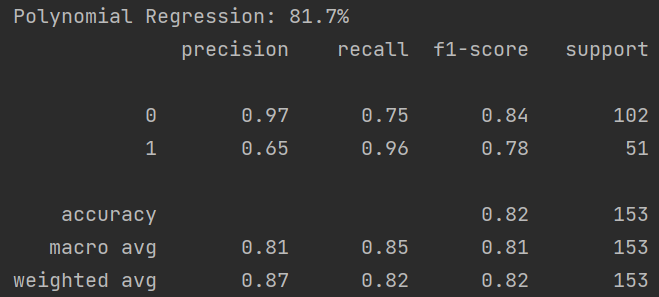 Polynomial Regression: 81.7%
precision recall f1-score support
0 0.97 0.75 0.84 102
1 0.65 0.96 0.78 51
accuracy 0.82 153
macro avg 0.81 0.85 0.81 153
weighted avg 0.87 0.82 0.82 153